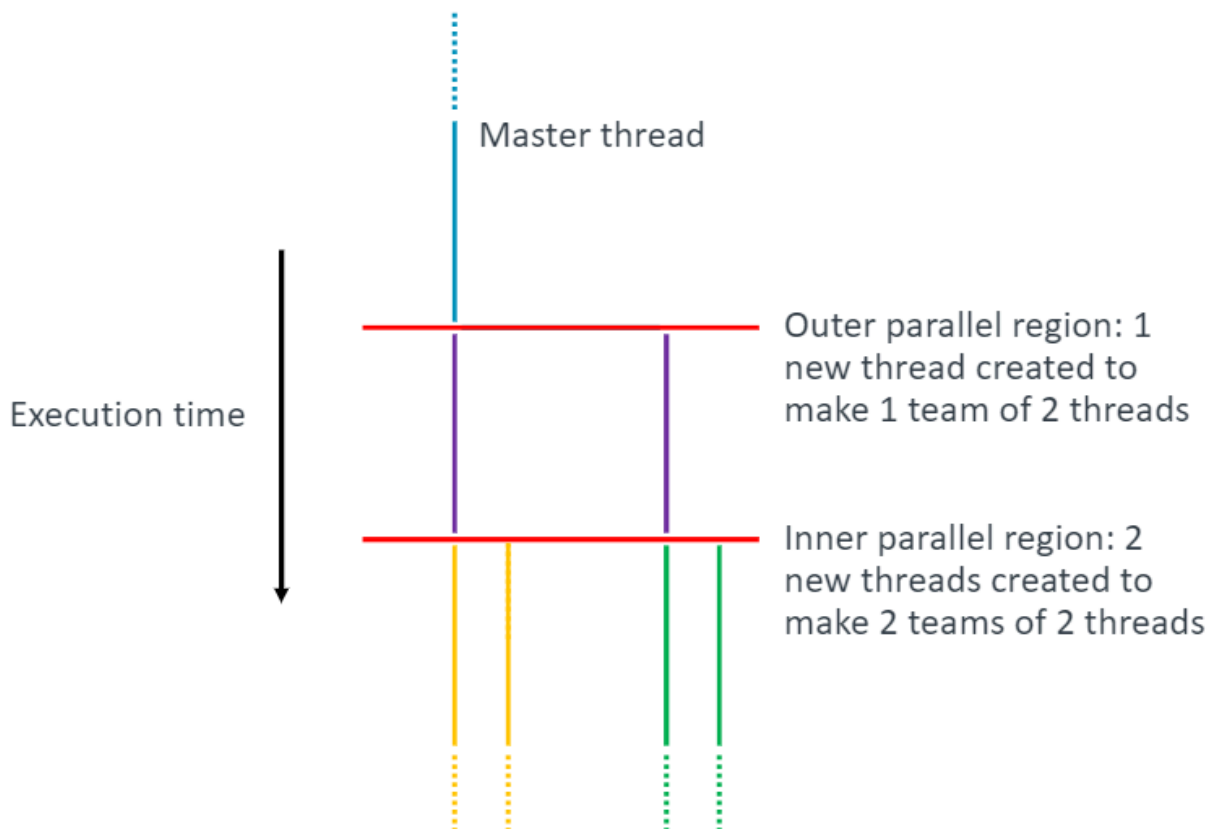 Master thread
Outer parallel region: 1
new thread created to
make 1 team of 2 threads
Execution time
Inner parallel region: 2
new threads created to
make 2 teams of 2 threads